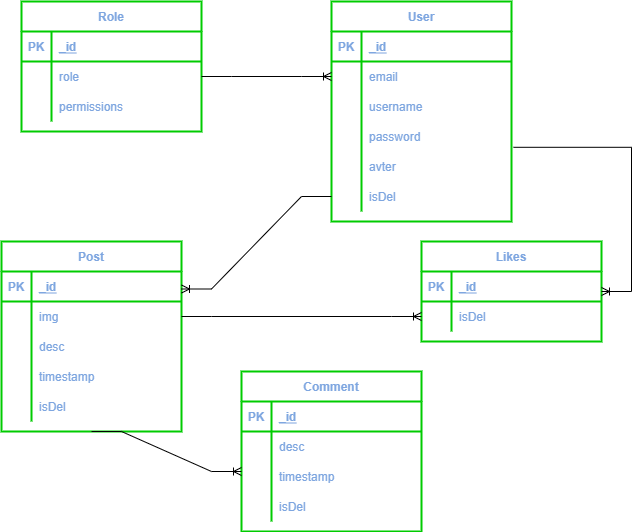 Role
PK _id
role
permissions
User
PK _id
email
username
password
avter
isDel
Post
PK _id
img
desc
timestamp
isDel
Likes
PK _id
isDel
Comment
PK _id
desc
timestamp
isDel